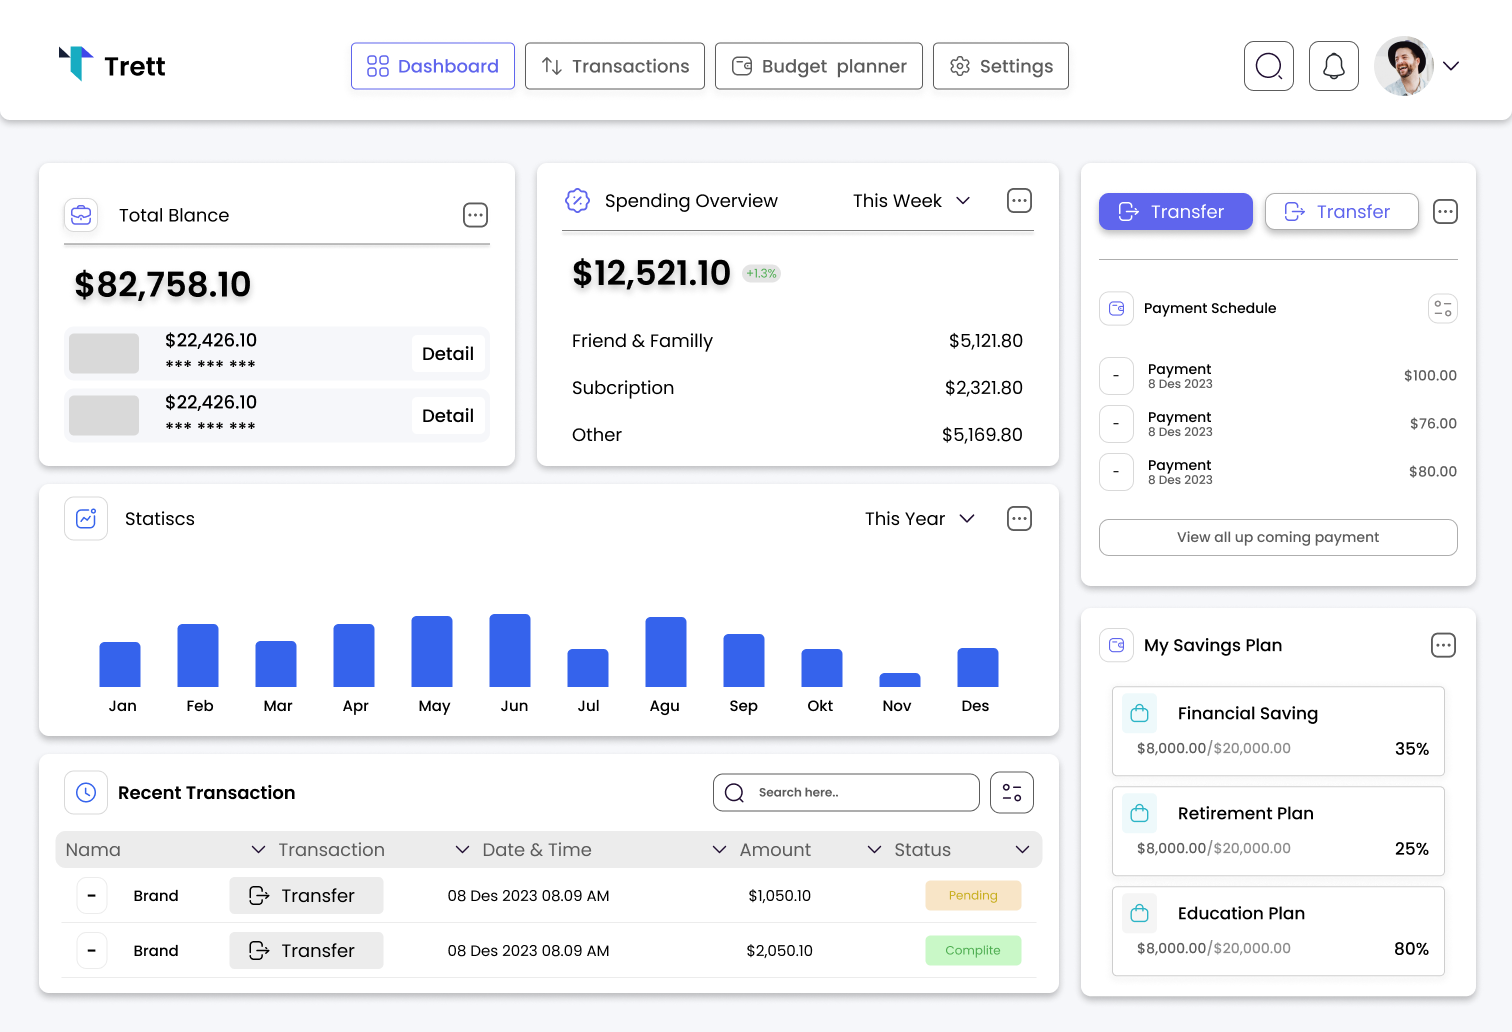 Trett
Dashboard
Transactions
Budget planner
Settings
Total Blance
$82,758.10
$22,426.10
*** *** ***
Detail
$22,426.10
*** *** ***
Detail
Spending Overview
This Week
$12,521.10 +1.3%
Friend & Familly $5,121.80
Subcription $2,321.80
Other $5,169.80
Transfer
Transfer
Payment Schedule
- Payment
8 Des 2023
$100.00
- Payment
8 Des 2023
$76.00
- Payment
8 Des 2023
$80.00
View all up coming payment
Statiscs
This Year
Jan Feb Mar Apr May Jun Jul Agu Sep Okt Nov Des
My Savings Plan
Financial Saving
$8,000.00/$20,000.00 35%
Retirement Plan
$8,000.00/$20,000.00 25%
Education Plan
$8,000.00/$20,000.00 80%
Recent Transaction
Search here..
Nama Transaction Date & Time Amount Status
- Brand Transfer 08 Des 2023 08.09 AM $1,050.10 Pending
- Brand Transfer 08 Des 2023 08.09 AM $2,050.10 Complite